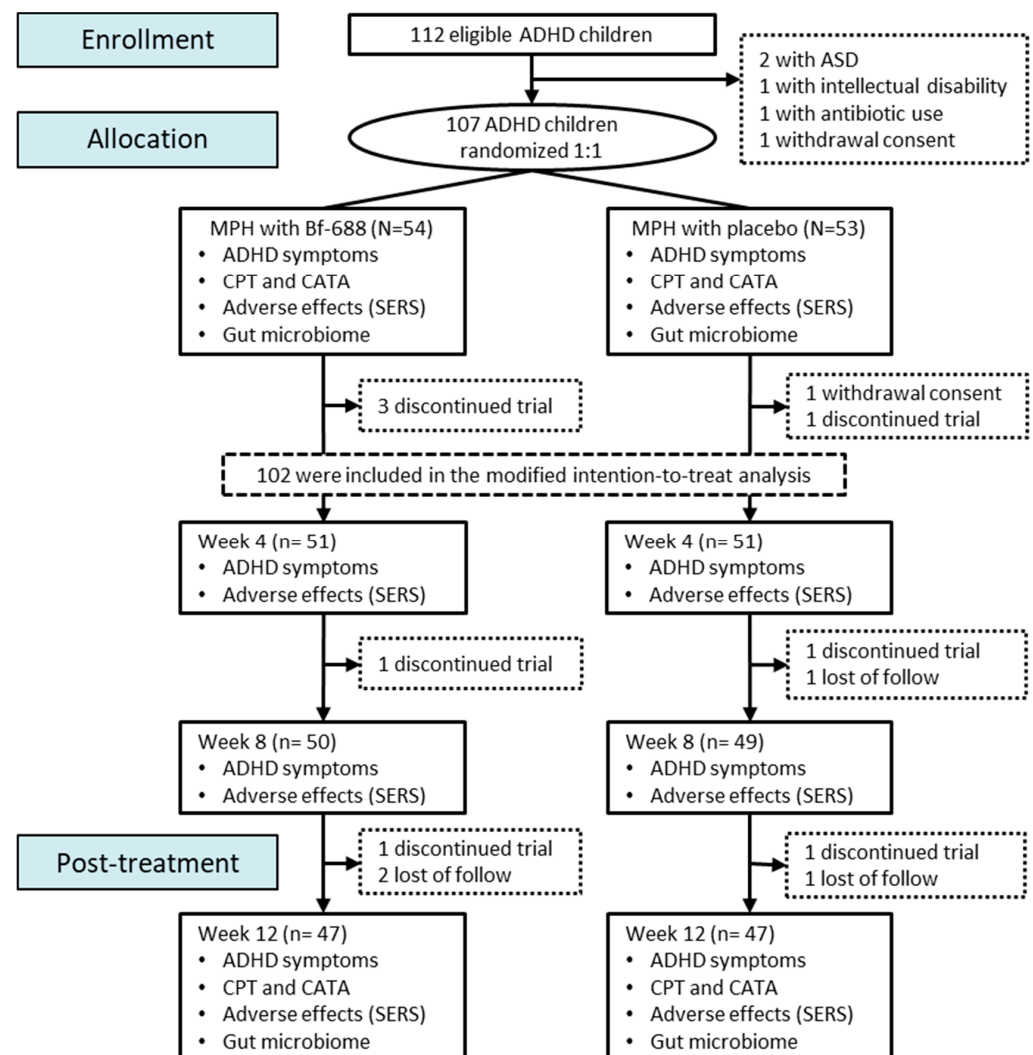 Enrollment
112 eligible ADHD children
2 with ASD
1 with intellectual disability
1 with antibiotic use
1 withdrawal consent
Allocation
107 ADHD children
randomized 1:1
MPH with Bf-688 (N=54)
• ADHD symptoms
• CPT and CATA
• Adverse effects (SERS)
• Gut microbiome
MPH with placebo (N=53)
• ADHD symptoms
• CPT and CATA
• Adverse effects (SERS)
• Gut microbiome
3 discontinued trial
1 withdrawal consent
1 discontinued trial
102 were included in the modified intention-to-treat analysis
Week 4 (n= 51)
• ADHD symptoms
• Adverse effects (SERS)
Week 4 (n= 51)
• ADHD symptoms
• Adverse effects (SERS)
1 discontinued trial
1 discontinued trial
1 lost of follow
Week 8 (n= 50)
• ADHD symptoms
• Adverse effects (SERS)
Week 8 (n= 49)
• ADHD symptoms
• Adverse effects (SERS)
Post-treatment
1 discontinued trial
2 lost of follow
1 discontinued trial
1 lost of follow
Week 12 (n= 47)
• ADHD symptoms
• CPT and CATA
• Adverse effects (SERS)
• Gut microbiome
Week 12 (n= 47)
• ADHD symptoms
• CPT and CATA
• Adverse effects (SERS)
• Gut microbiome